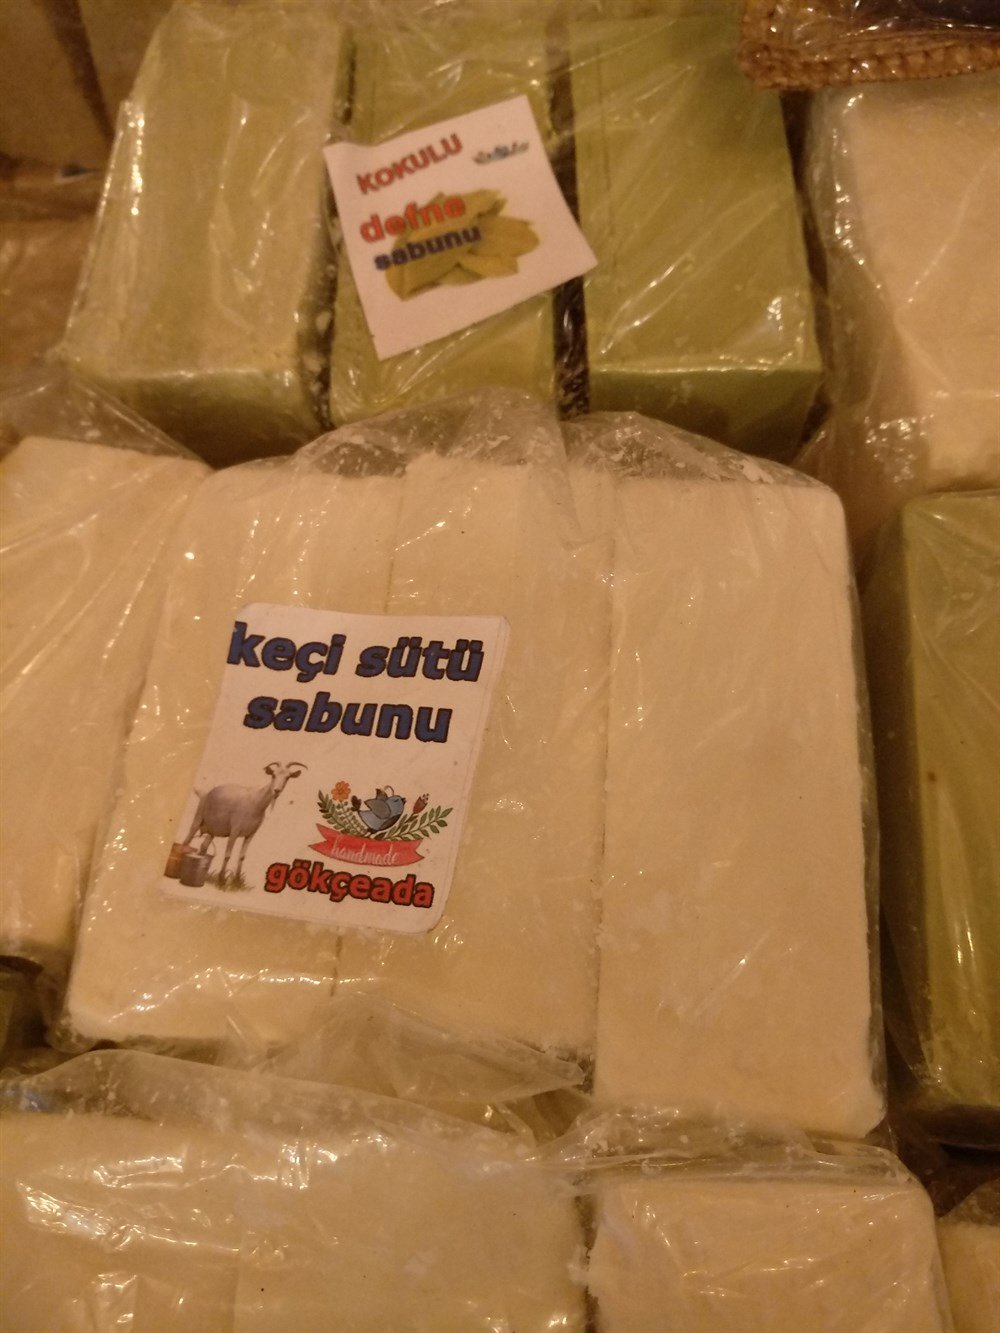 KOKULU
defne
sabunu
keçi sütü
sabunu
handmade
gökçeada